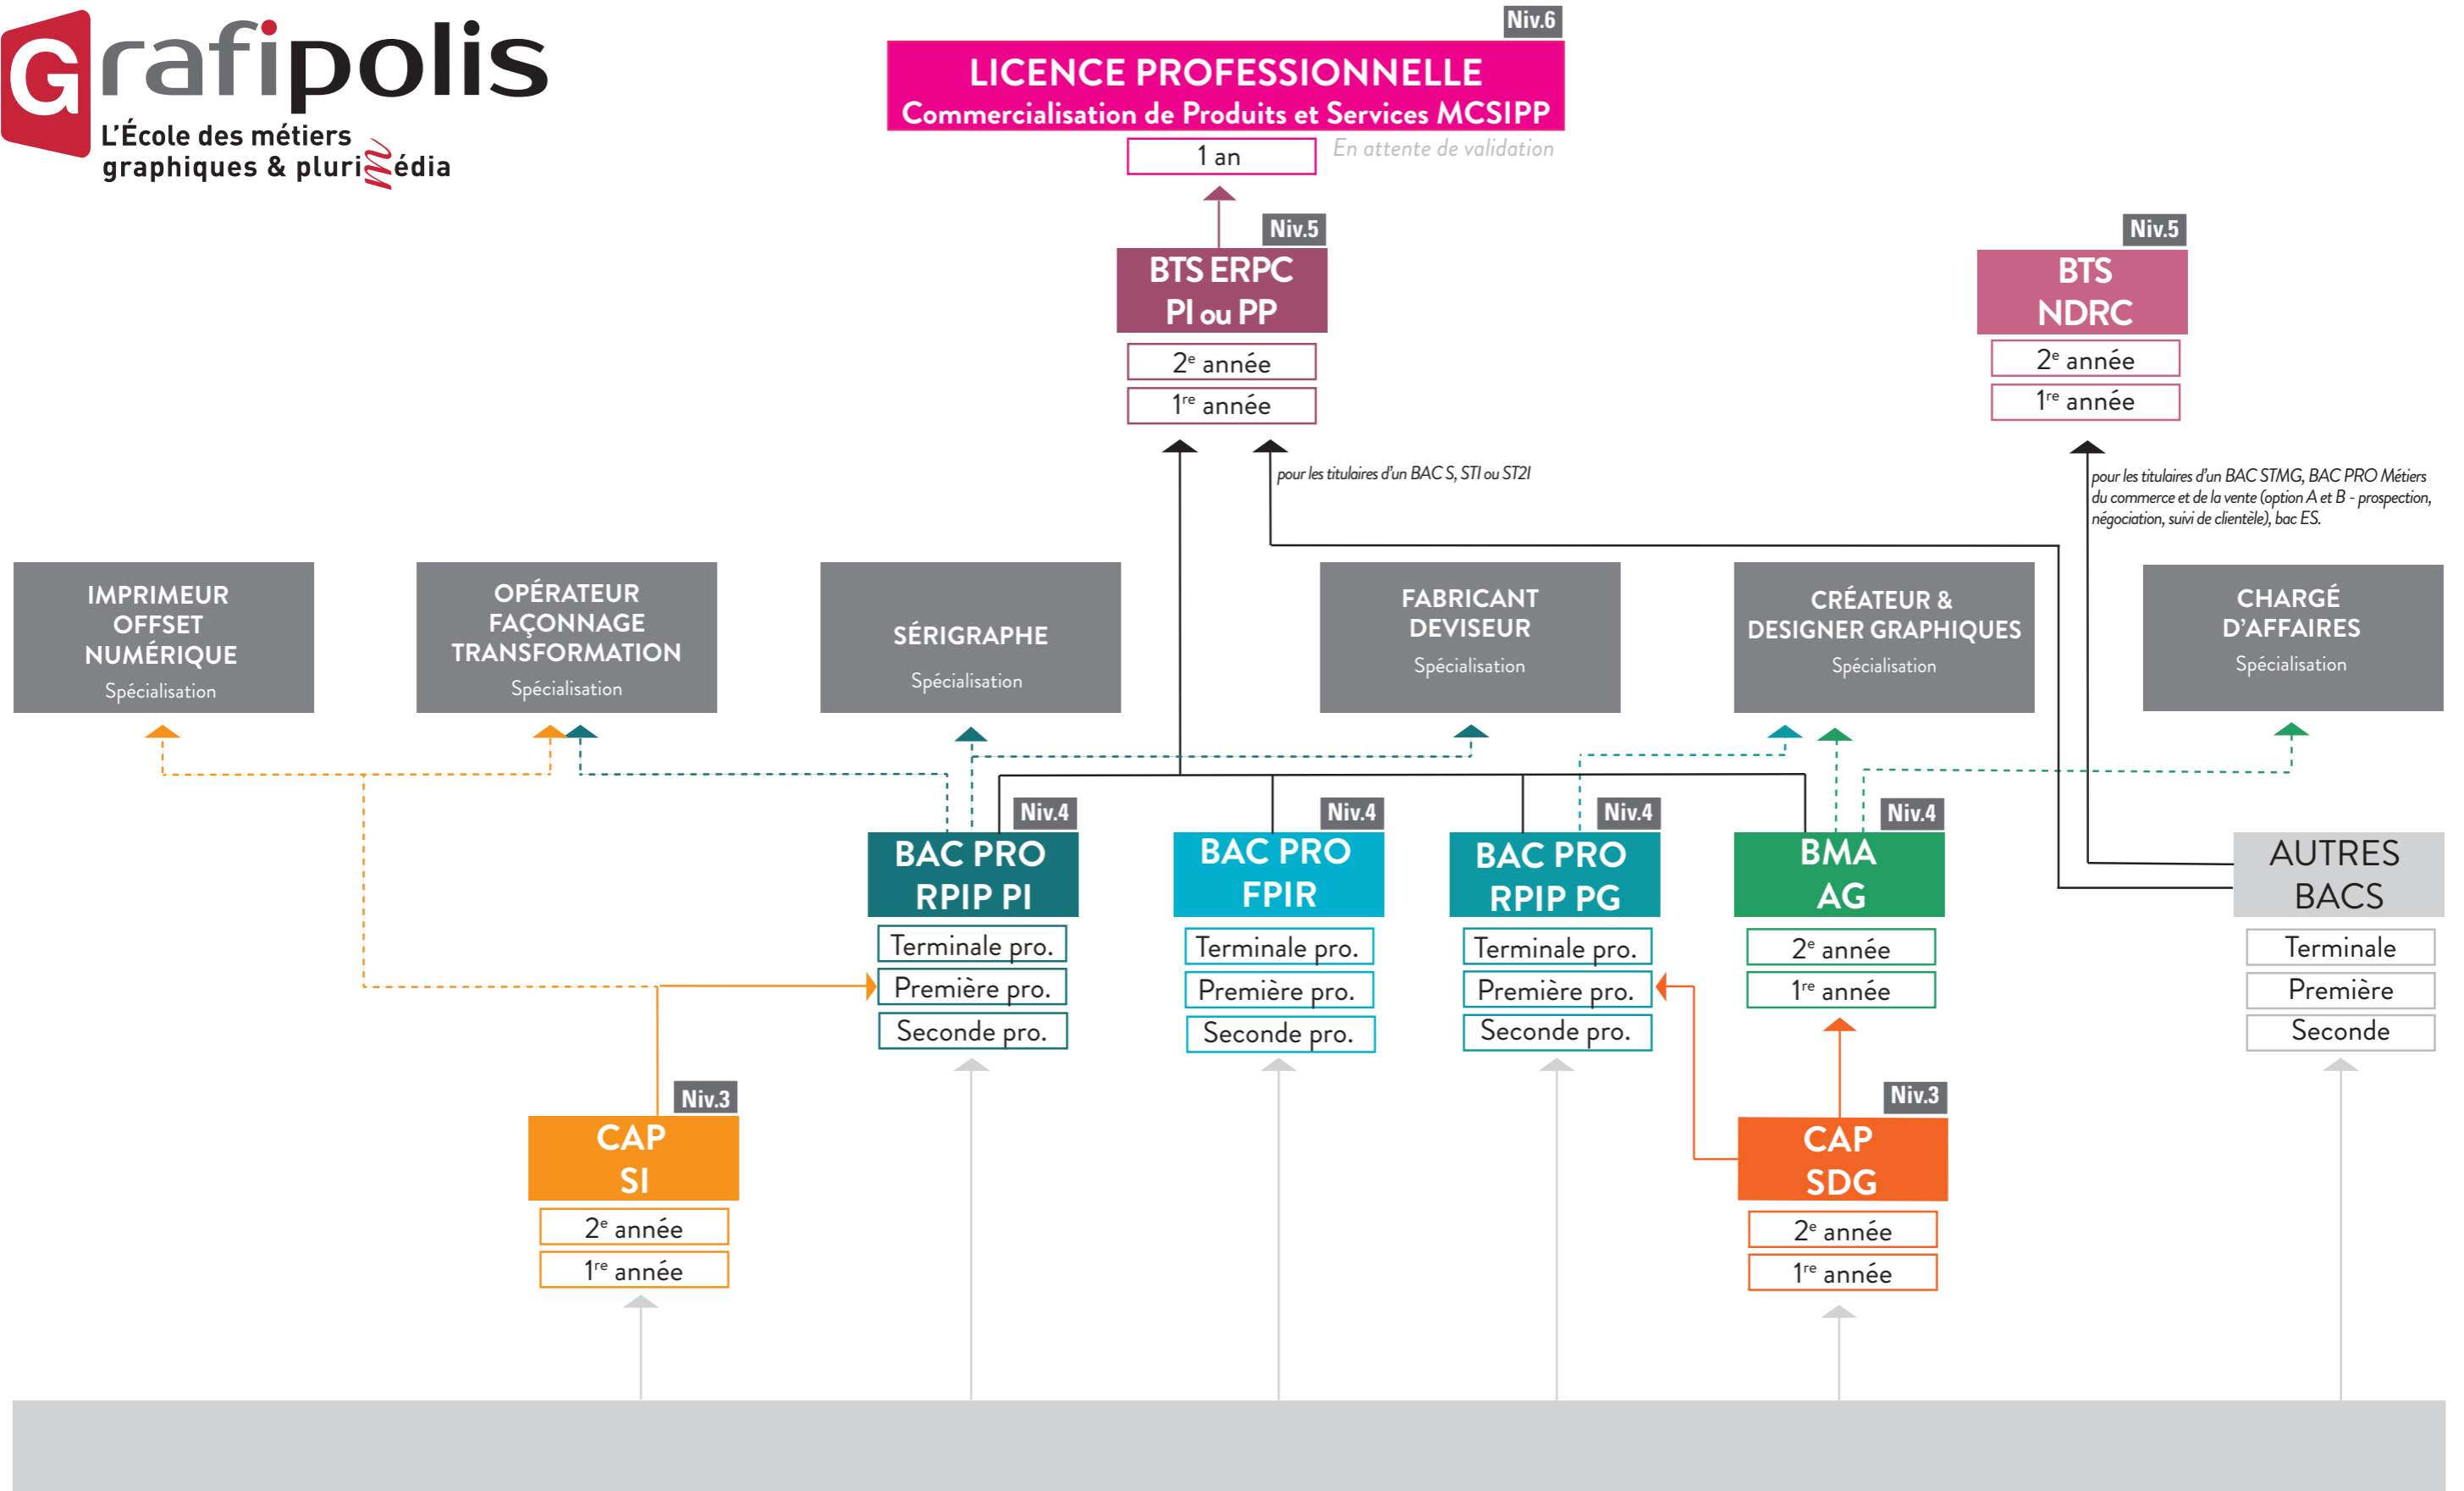 Grafipolis
L'École des métiers
graphiques & plurimédia
Niv.6
LICENCE PROFESSIONNELLE
Commercialisation de Produits et Services MCSIPP
1 an
En attente de validation
Niv.5
BTS ERPC
PI ou PP
2e année
1re année
Niv.5
BTS
NDRC
2e année
1re année
pour les titulaires d'un BAC S, STI ou ST2I
pour les titulaires d'un BAC STMG, BAC PRO Métiers
du commerce et de la vente (option A et B - prospection,
négociation, suivi de clientèle), bac ES.
IMPRIMEUR
OFFSET
NUMÉRIQUE
Spécialisation
OPÉRATEUR
FAÇONNAGE
TRANSFORMATION
Spécialisation
SÉRIGRAPHE
Spécialisation
FABRICANT
DEVISEUR
Spécialisation
CRÉATEUR &
DESIGNER GRAPHIQUES
Spécialisation
CHARGÉ
D'AFFAIRES
Spécialisation
Niv.4
BAC PRO
RPIP PI
Terminale pro.
Première pro.
Seconde pro.
Niv.4
BAC PRO
FPIR
Terminale pro.
Première pro.
Seconde pro.
Niv.4
BAC PRO
RPIP PG
Terminale pro.
Première pro.
Seconde pro.
Niv.4
BMA
AG
2e année
1re année
AUTRES
BACS
Terminale
Première
Seconde
Niv.3
CAP
SI
2e année
1re année
Niv.3
CAP
SDG
2e année
1re année